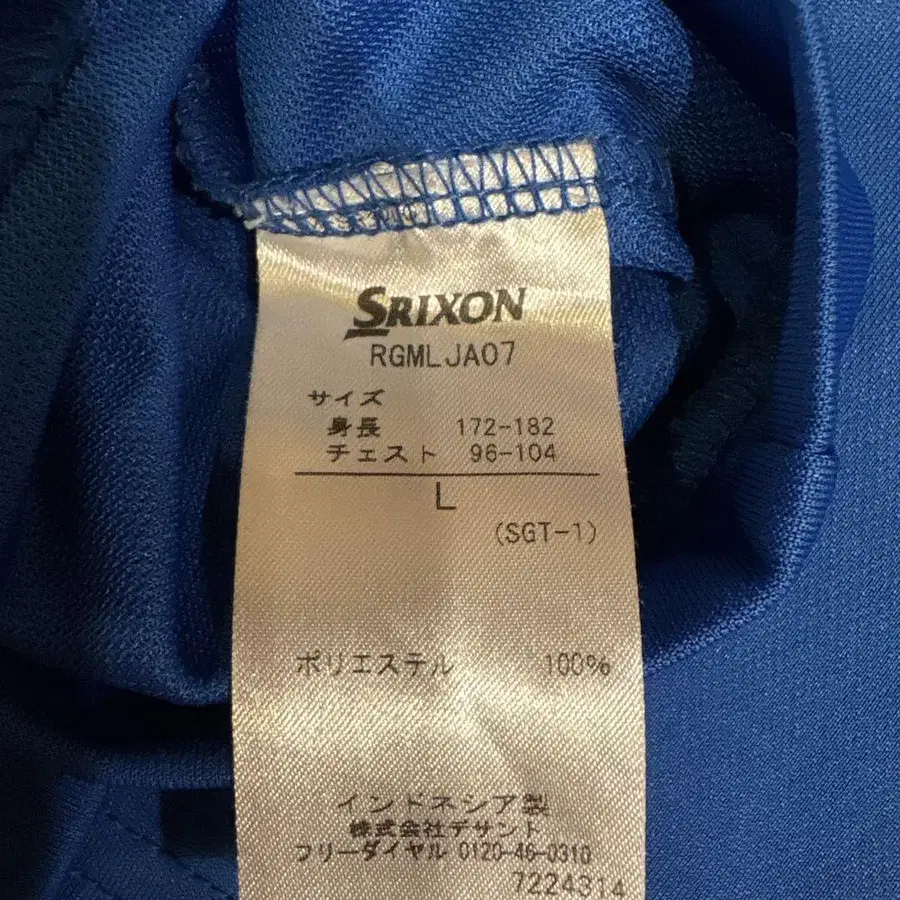 SRIXON
RGMLJA07
サイズ
身長 172-182
チェスト 96-104
L
(SGT-1)
ポリエステル 100%
インドネシア製
株式会社デサント
フリーダイヤル 0120-46-0310
7224314